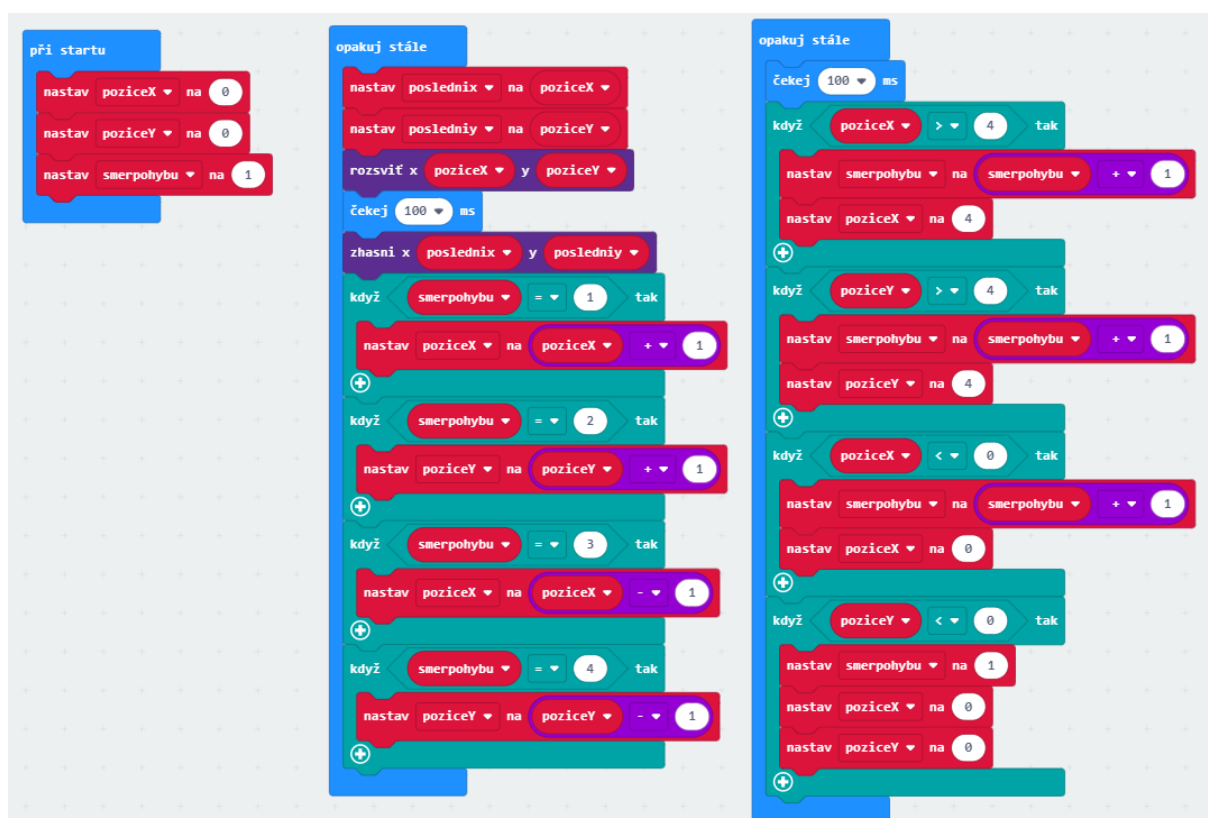 při startu
nastav poziceX na 0
nastav poziceY na 0
nastav smerpohybu na 1
opakuj stále
nastav poslednix na poziceX
nastav posledniy na poziceY
rozsviť x poziceX y poziceY
čekej 100 ms
zhasni x poslednix y posledniy
když smerpohybu = 1 tak
nastav poziceX na poziceX + 1
když smerpohybu = 2 tak
nastav poziceY na poziceY + 1
když smerpohybu = 3 tak
nastav poziceX na poziceX - 1
když smerpohybu = 4 tak
nastav poziceY na poziceY - 1
opakuj stále
čekej 100 ms
když poziceX > 4 tak
nastav smerpohybu na smerpohybu + 1
nastav poziceX na 4
když poziceY > 4 tak
nastav smerpohybu na smerpohybu + 1
nastav poziceY na 4
když poziceX < 0 tak
nastav smerpohybu na smerpohybu + 1
nastav poziceX na 0
když poziceY < 0 tak
nastav smerpohybu na 1
nastav poziceX na 0
nastav poziceY na 0